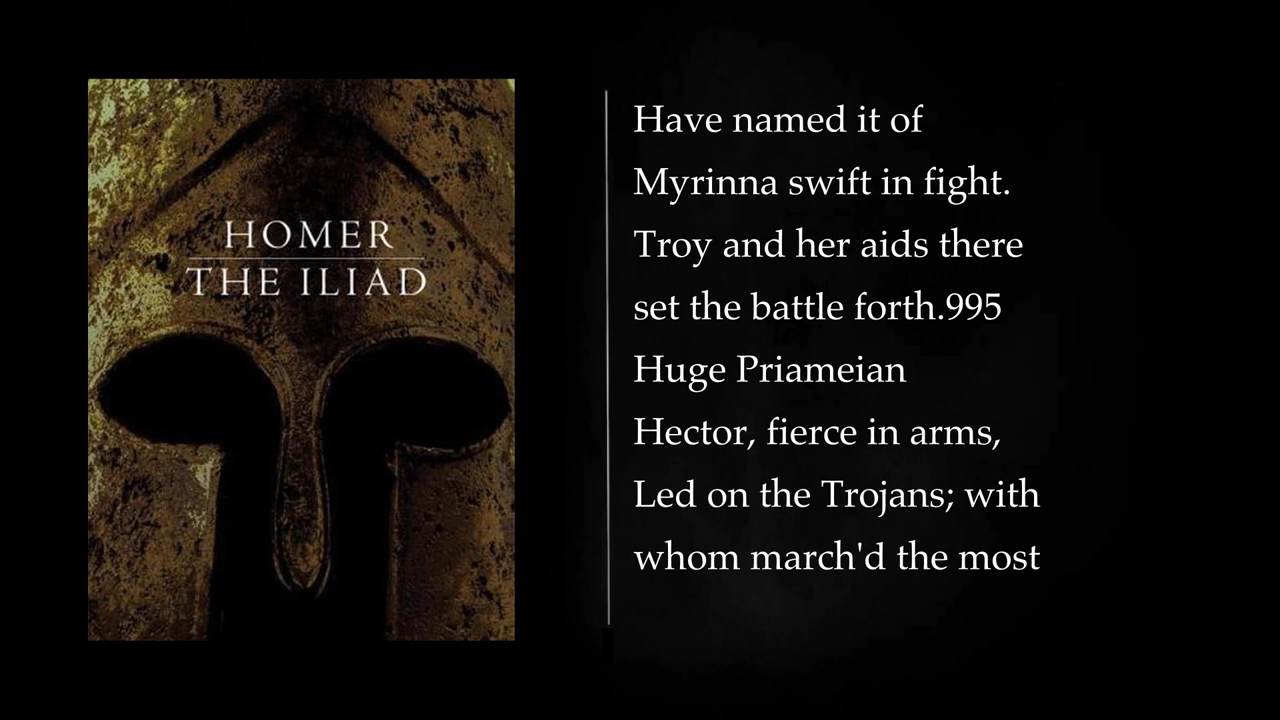 HOMER
THE ILIAD
Have named it of
Myrinna swift in fight.
Troy and her aids there
set the battle forth.995
Huge Priameian
Hector, fierce in arms,
Led on the Trojans; with
whom march'd the most